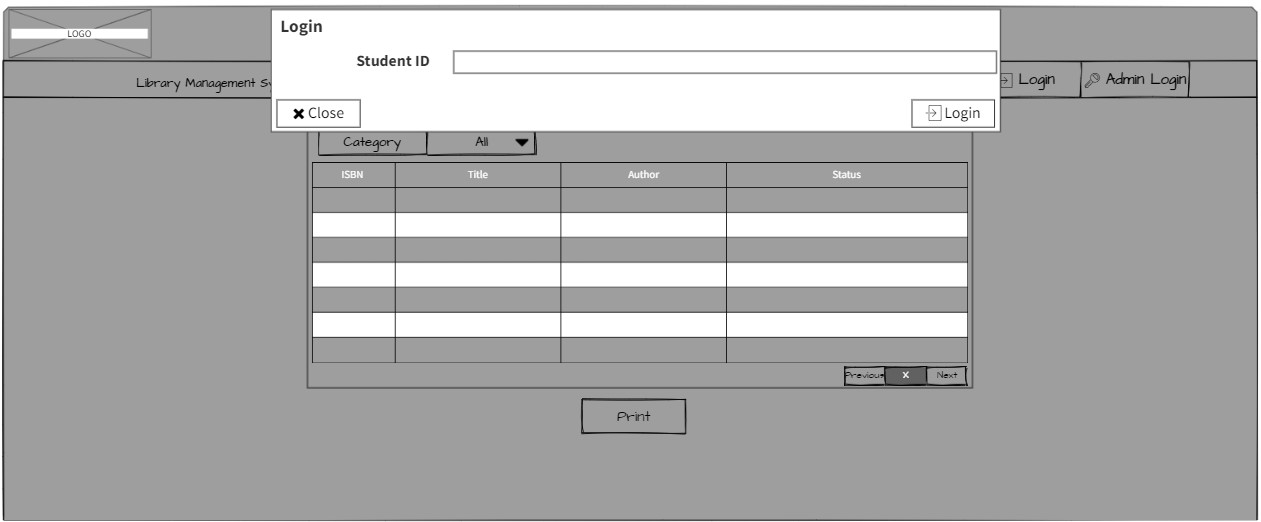 LOGO
Login
Student ID
Library Management
Login
Admin Login
Close
Login
Category
All
ISBN Title Author Status
Previous X Next
Print